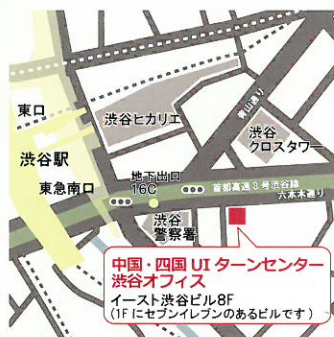 東口
渋谷ヒカリエ
青山通り
渋谷
クロスタワー
渋谷駅
東急南口
地下出口
16C
首都高速3号渋谷線
六本木通り
渋谷
警察署
中国・四国 UI ターンセンター
渋谷オフィス
イースト渋谷ビル8F
(1F にセブンイレブンのあるビルです)